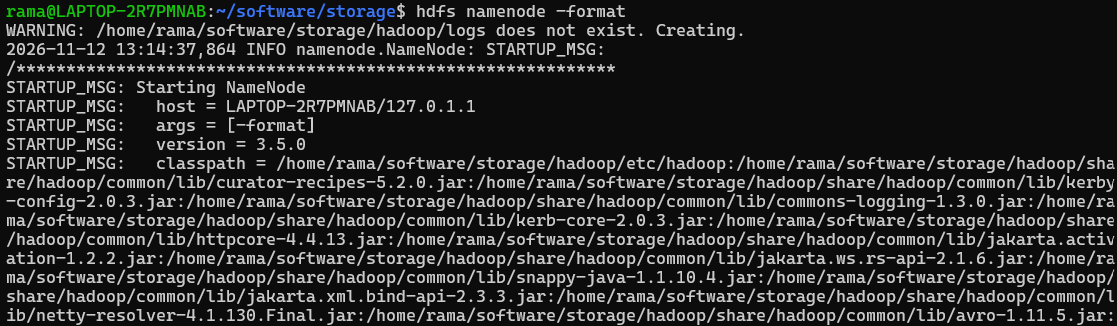 rama@LAPTOP-2R7PMNAB:~/software/storage$ hdfs namenode -format
WARNING: /home/rama/software/storage/hadoop/logs does not exist. Creating.
2026-11-12 13:14:37,864 INFO namenode.NameNode: STARTUP_MSG:
/************************************************************
STARTUP_MSG: Starting NameNode
STARTUP_MSG:   host = LAPTOP-2R7PMNAB/127.0.1.1
STARTUP_MSG:   args = [-format]
STARTUP_MSG:   version = 3.5.0
STARTUP_MSG:   classpath = /home/rama/software/storage/hadoop/etc/hadoop:/home/rama/software/storage/hadoop/sha
re/hadoop/common/lib/curator-recipes-5.2.0.jar:/home/rama/software/storage/hadoop/share/hadoop/common/lib/kerby
-config-2.0.3.jar:/home/rama/software/storage/hadoop/share/hadoop/common/lib/commons-logging-1.3.0.jar:/home/ra
ma/software/storage/hadoop/share/hadoop/common/lib/kerb-core-2.0.3.jar:/home/rama/software/storage/hadoop/share
/hadoop/common/lib/httpcore-4.4.13.jar:/home/rama/software/storage/hadoop/share/hadoop/common/lib/jakarta.activ
ation-1.2.2.jar:/home/rama/software/storage/hadoop/share/hadoop/common/lib/jakarta.ws.rs-api-2.1.6.jar:/home/ra
ma/software/storage/hadoop/share/hadoop/common/lib/snappy-java-1.1.10.4.jar:/home/rama/software/storage/hadoop/
share/hadoop/common/lib/jakarta.xml.bind-api-2.3.3.jar:/home/rama/software/storage/hadoop/share/hadoop/common/l
ib/netty-resolver-4.1.130.Final.jar:/home/rama/software/storage/hadoop/share/hadoop/common/lib/avro-1.11.5.jar: